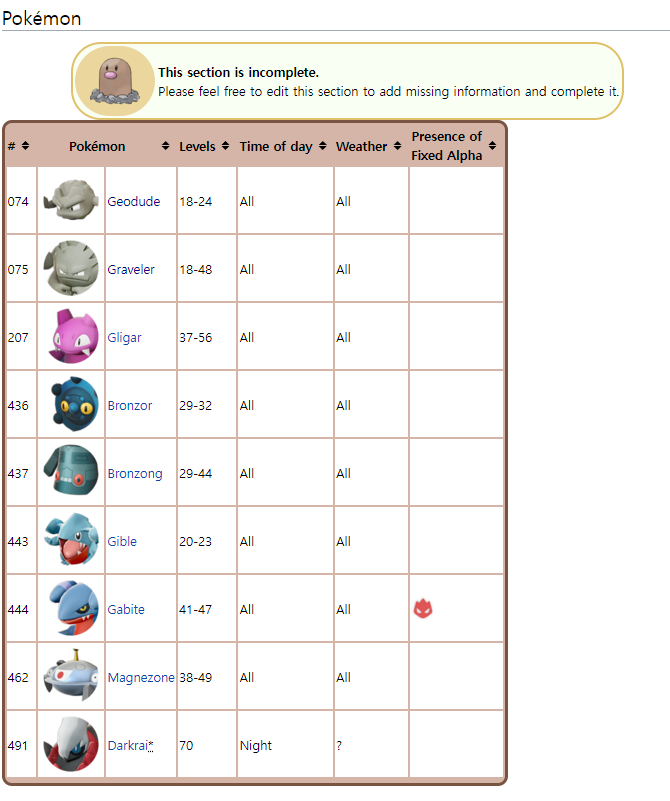 Pokémon
This section is incomplete.
Please feel free to edit this section to add missing information and complete it.
# Pokémon Levels Time of day Weather Presence of
Fixed Alpha
074 Geodude 18-24 All All
075 Graveler 18-48 All All
207 Gligar 37-56 All All
436 Bronzor 29-32 All All
437 Bronzong 29-44 All All
443 Gible 20-23 All All
444 Gabite 41-47 All All
462 Magnezone 38-49 All All
491 Darkrai* 70 Night ?